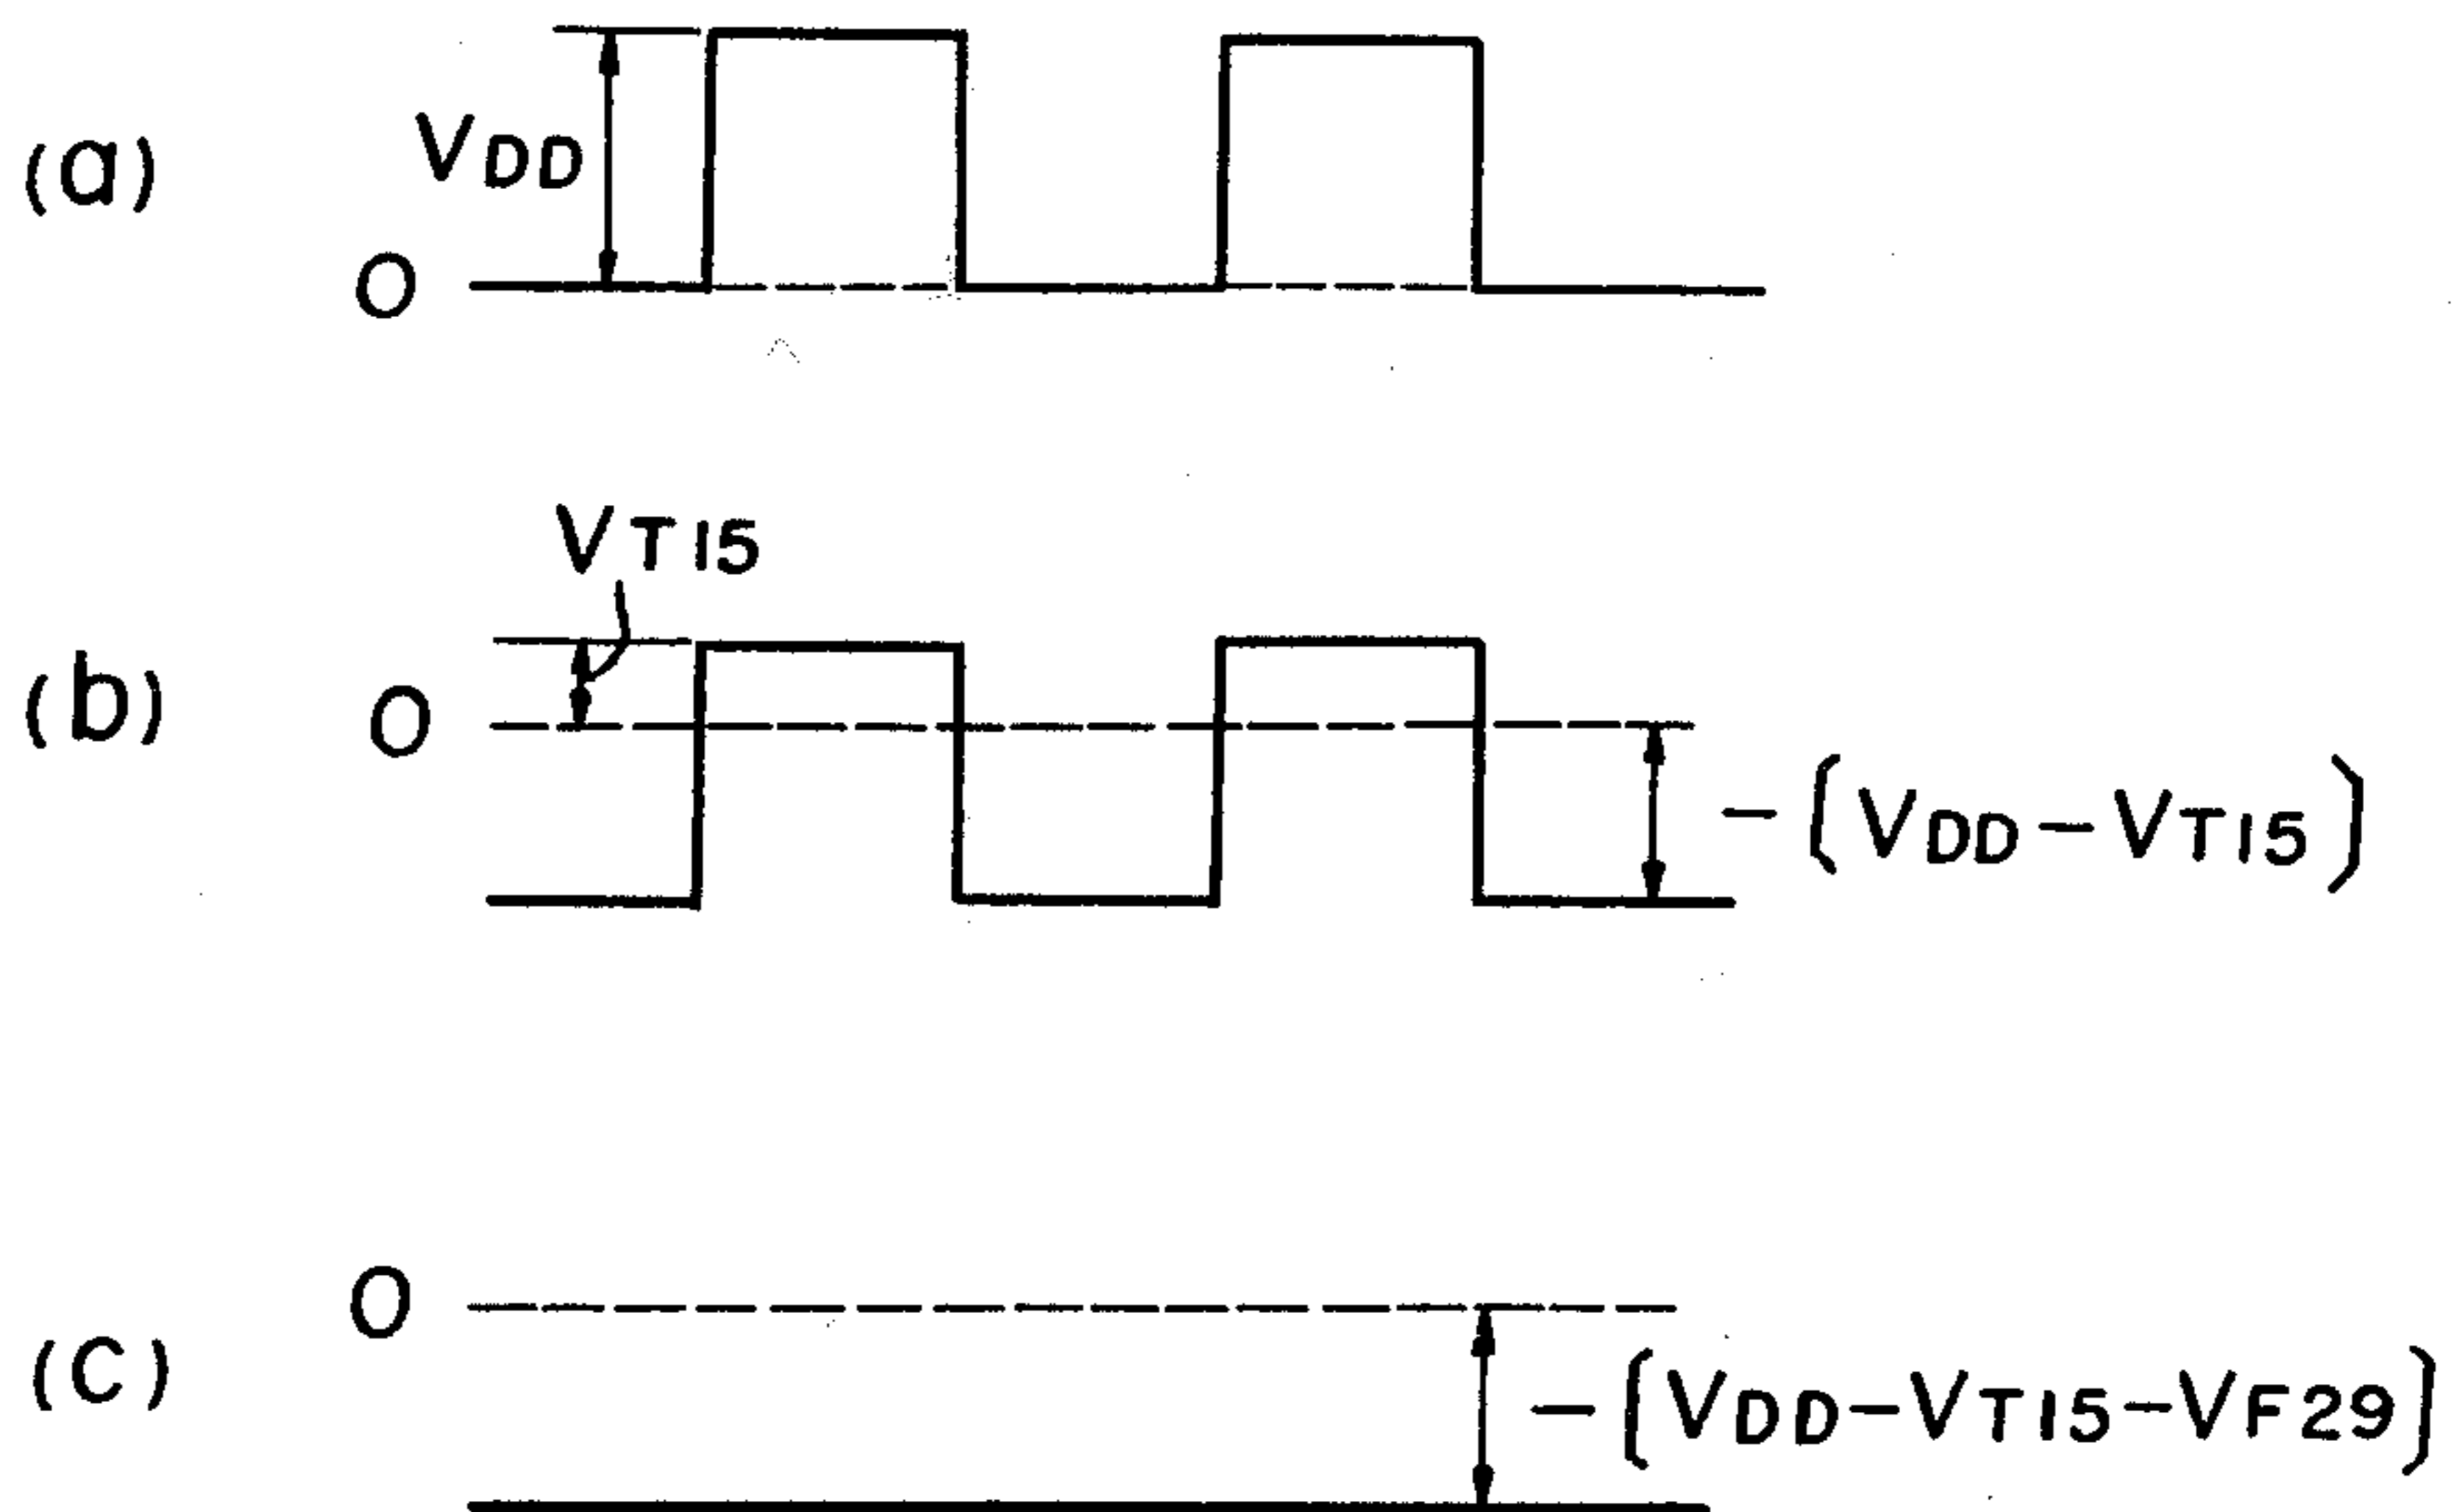 (a)
VDD
O
VT15
(b)
O
-(VDD-VT15)
O
(c)
-(VDD-VT15-VF29)